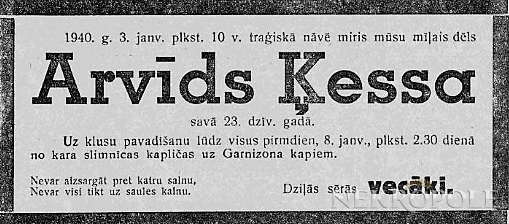 1940. g. 3. janv. plkst. 10 v. traģiskā nāvē miris mūsu mīļais dēls
Arvīds Ķessa
savā 23. dzīv. gadā.
Uz klusu pavadīšanu lūdz visus pirmdien, 8. janv., plkst. 2.30 dienā
no kara slimnīcas kapličas uz Garnizona kapiem.
Nevar aizsargāt pret katru salnu,
Nevar visi tikt uz saules kalnu.
Dziļās sērās vecāki.
NEKROPOLE